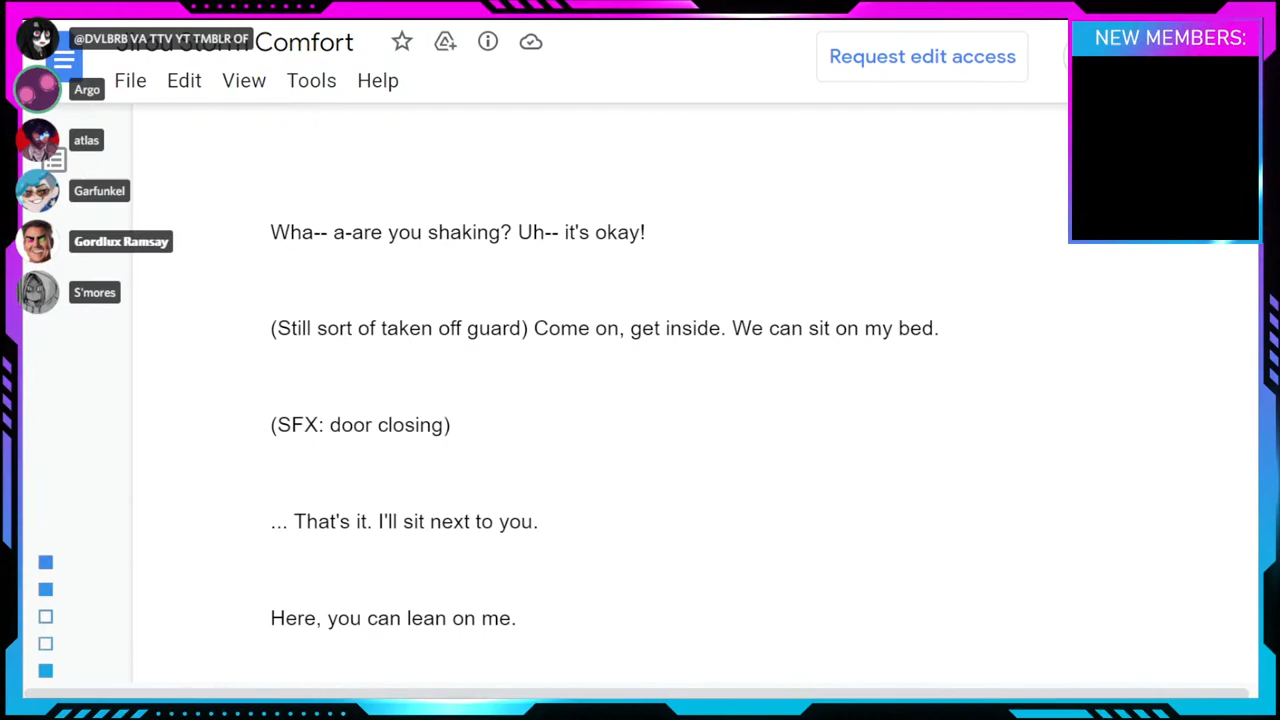 @DVLBRB VA TTV YT TMBLR OF
Comfort
Request edit access
NEW MEMBERS:
File Edit View Tools Help
Argo
atlas
Garfunkel
Gordlux Ramsay
S'mores
Wha-- a-are you shaking? Uh-- it's okay!
(Still sort of taken off guard) Come on, get inside. We can sit on my bed.
(SFX: door closing)
... That's it. I'll sit next to you.
Here, you can lean on me.